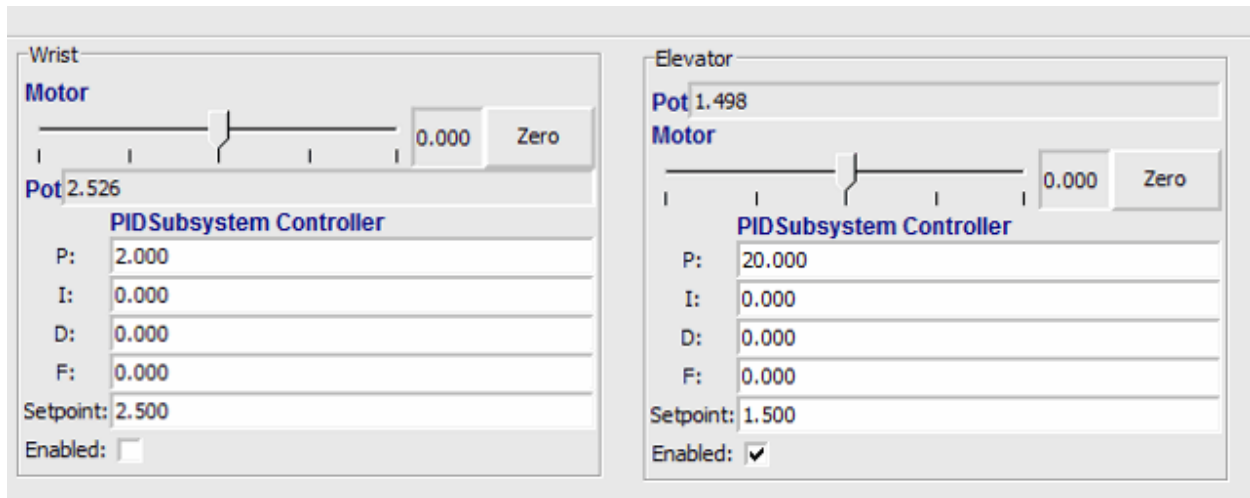 Wrist
Motor
0.000 Zero
Pot 2.526
PIDSubsystem Controller
P: 2.000
I: 0.000
D: 0.000
F: 0.000
Setpoint: 2.500
Enabled:
Elevator
Pot 1.498
Motor
0.000 Zero
PIDSubsystem Controller
P: 20.000
I: 0.000
D: 0.000
F: 0.000
Setpoint: 1.500
Enabled: